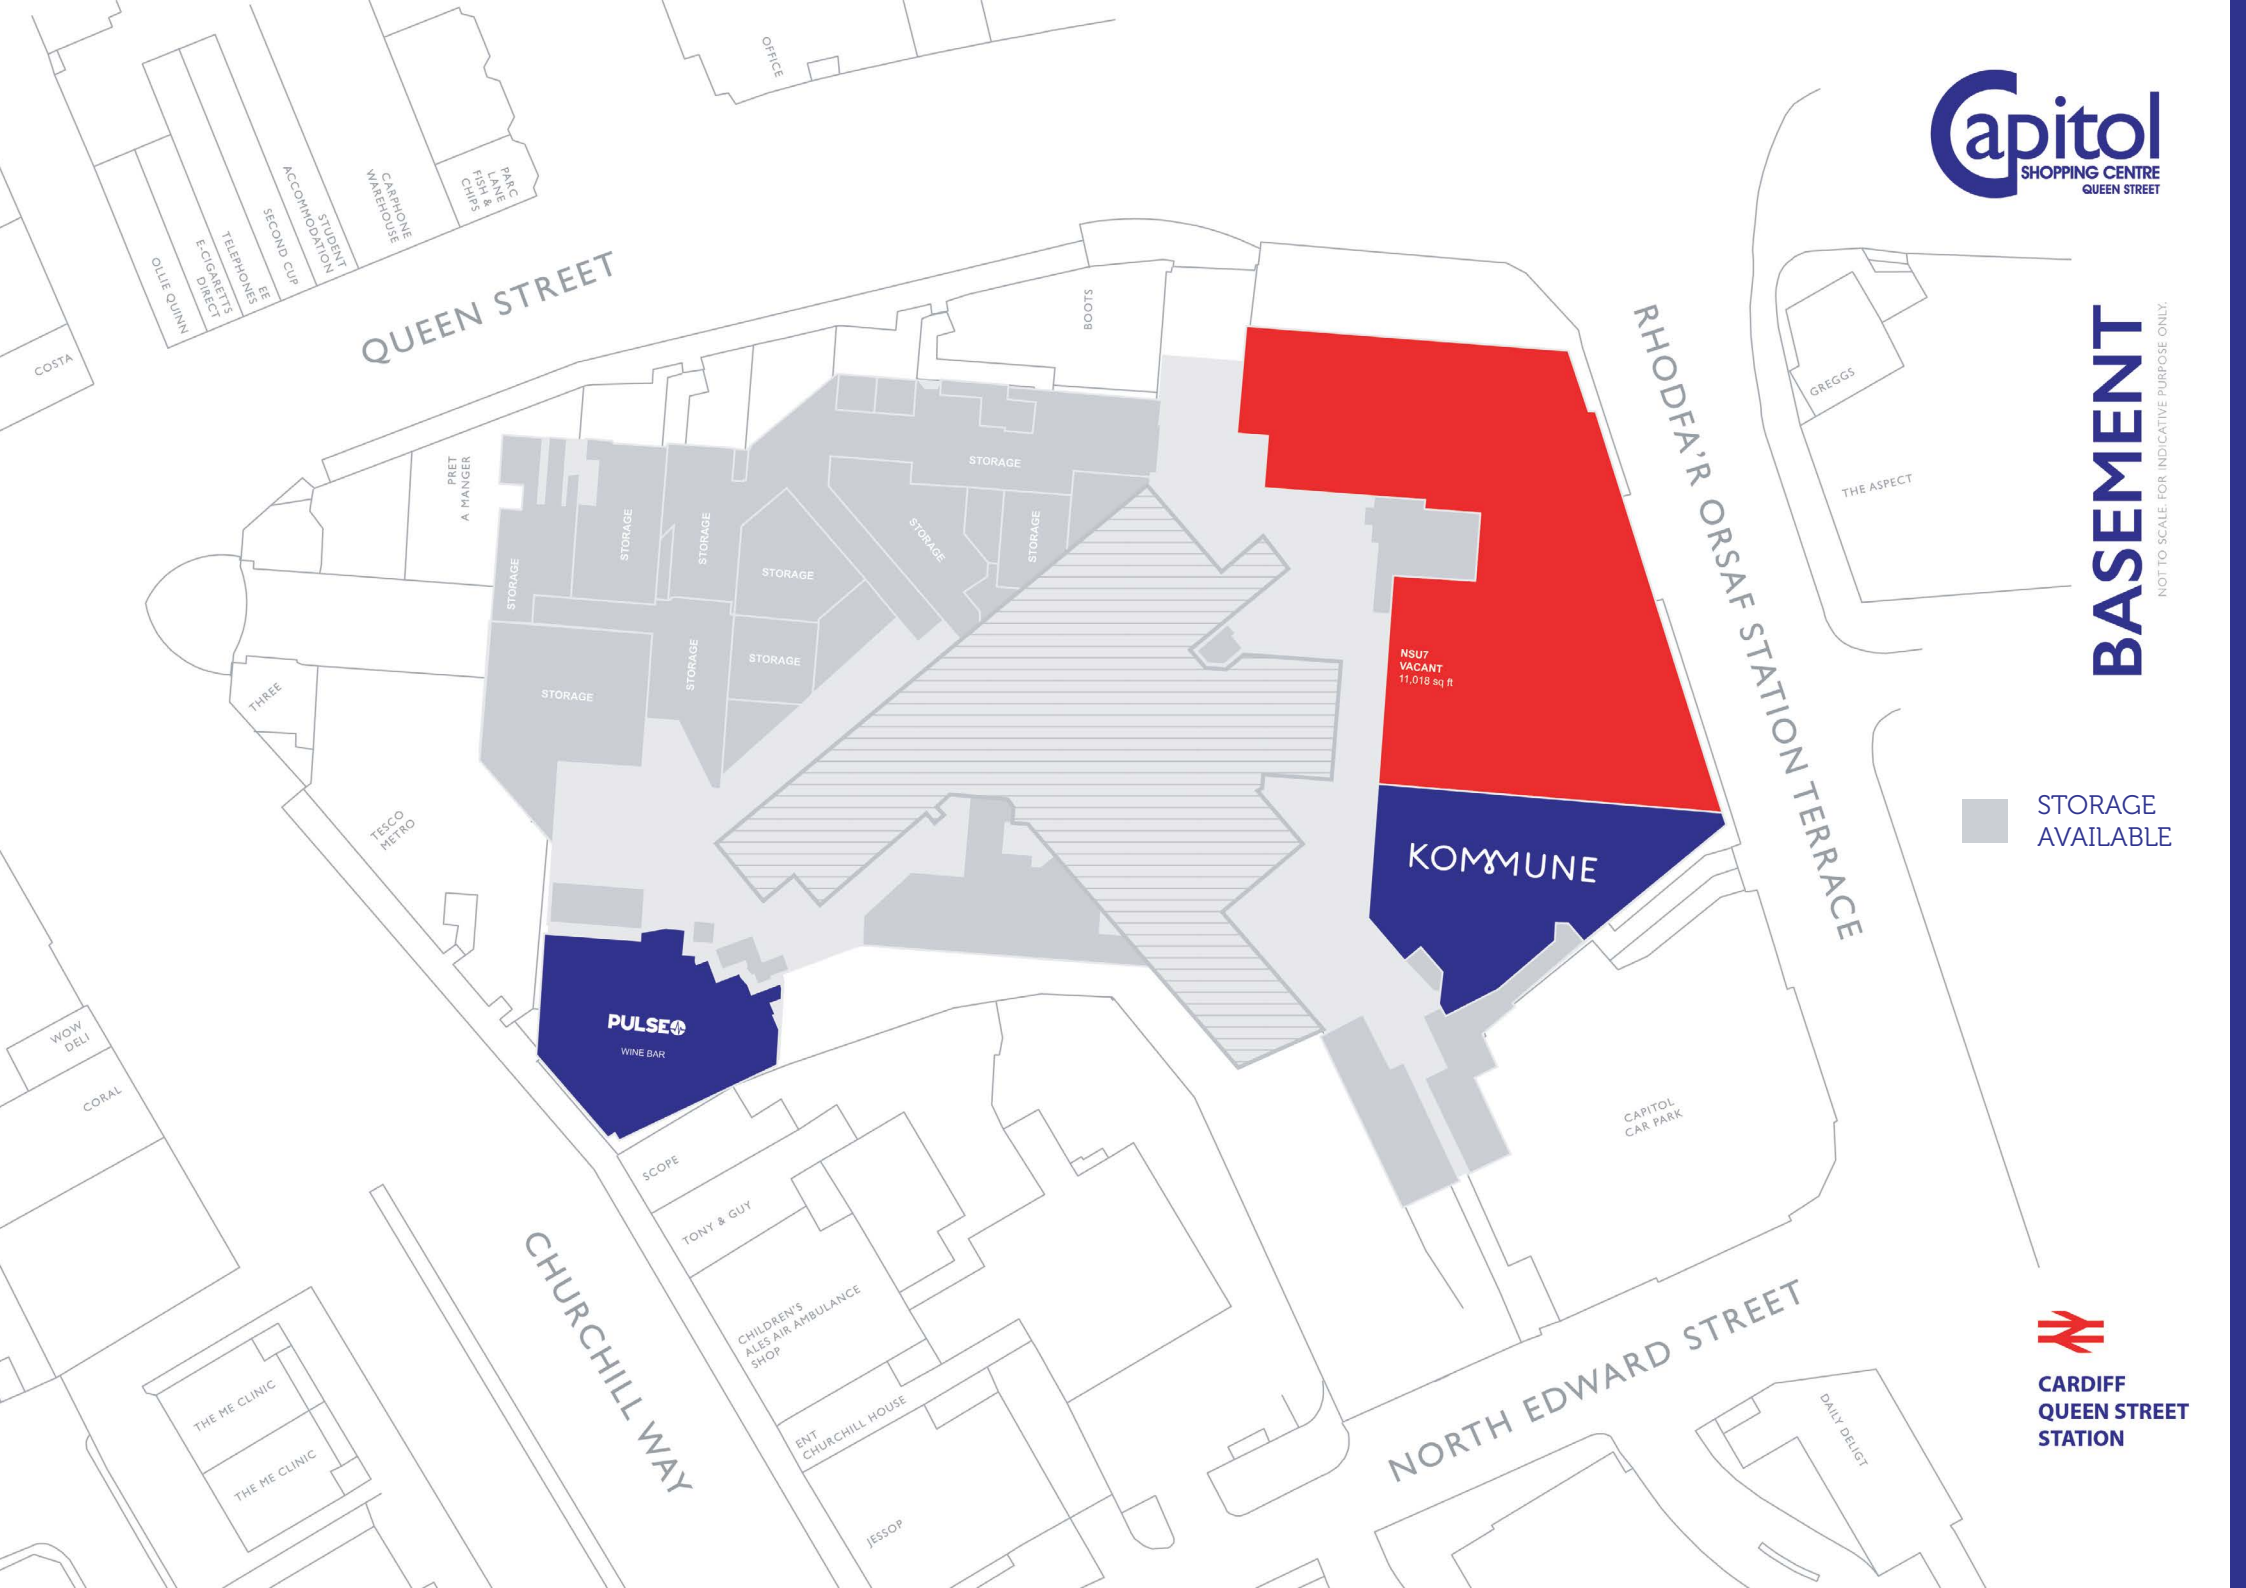 OFFICE
Capitol
SHOPPING CENTRE
QUEEN STREET
COSTA
OLLIE QUINN
E-CIGARETTS
DIRECT
TELEPHONES
EE
SECOND CUP
STUDENT
ACCOMMODATION
CARPHONE
WAREHOUSE
PARC
LANE
FISH &
CHIPS
QUEEN STREET
BOOTS
RHODFA'R ORSAF STATION TERRACE
GREGGS
THE ASPECT
BASEMENT
NOT TO SCALE. FOR INDICATIVE PURPOSE ONLY.
PRET
A MANGER
STORAGE
STORAGE
STORAGE
STORAGE
STORAGE
STORAGE
STORAGE
STORAGE
STORAGE
STORAGE
NSU7
VACANT
11,018 sq ft
THREE
TESCO
METRO
KOMMUNE
STORAGE
AVAILABLE
PULSE
WINE BAR
WOW
DELI
CORAL
SCOPE
TONY & GUY
CAPITOL
CAR PARK
CHURCHILL WAY
CHILDREN'S
ALES AIR AMBULANCE
SHOP
ENT
CHURCHILL HOUSE
JESSOP
THE ME CLINIC
THE ME CLINIC
NORTH EDWARD STREET
DAILY DELIGT
CARDIFF
QUEEN STREET
STATION